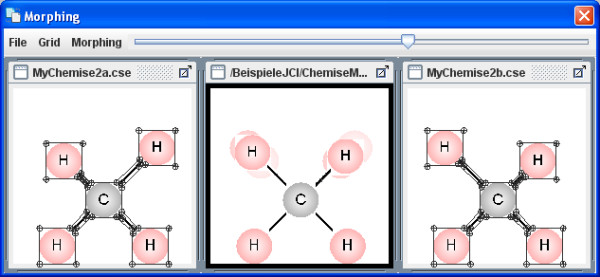 Morphing
File Grid Morphing
MyChemise2a.cse
/BeispieleJCI/ChemiseM...
MyChemise2b.cse
H H
C
H H
H H
C
H H
H H
C
H H